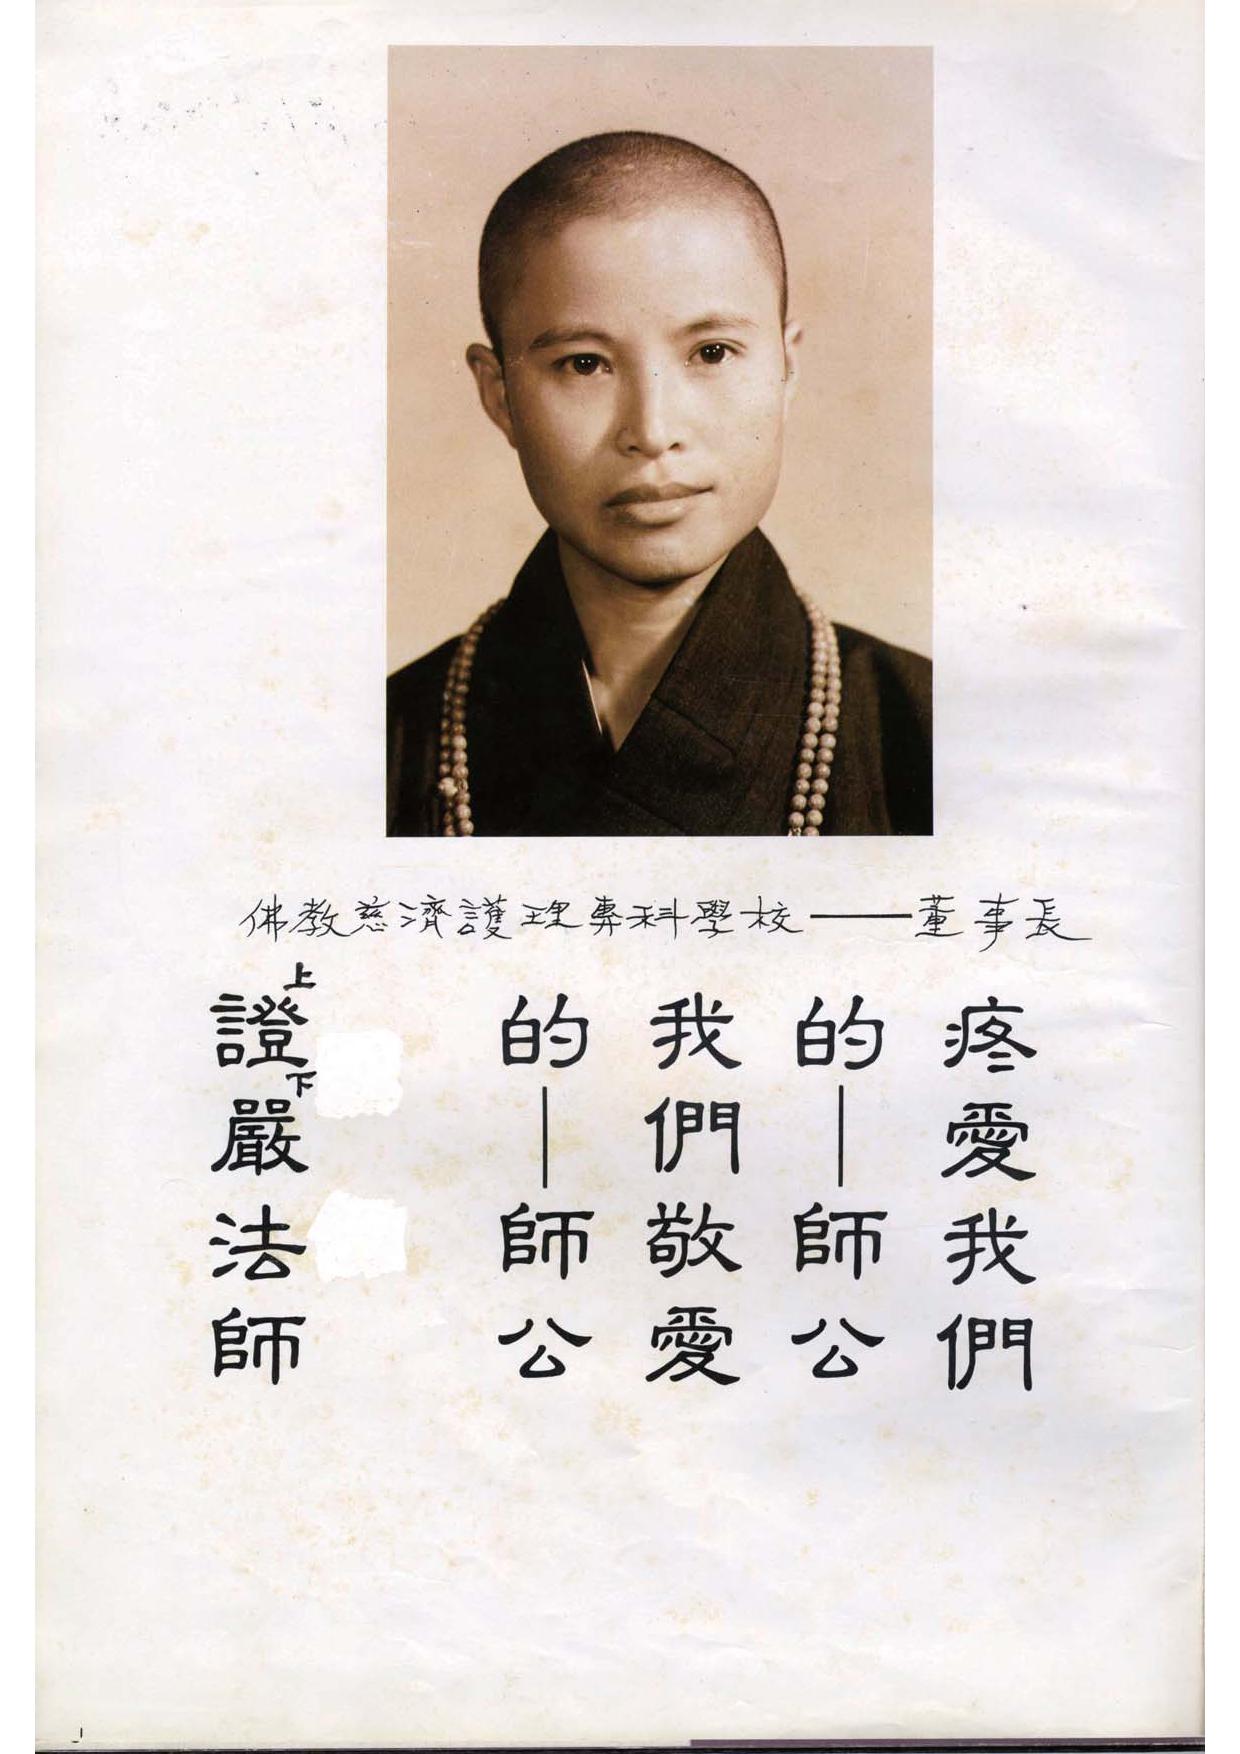 佛教慈濟護理專科學校——董事長
疼愛我們
的—師公
我們敬愛
的—師公
上證下嚴法師